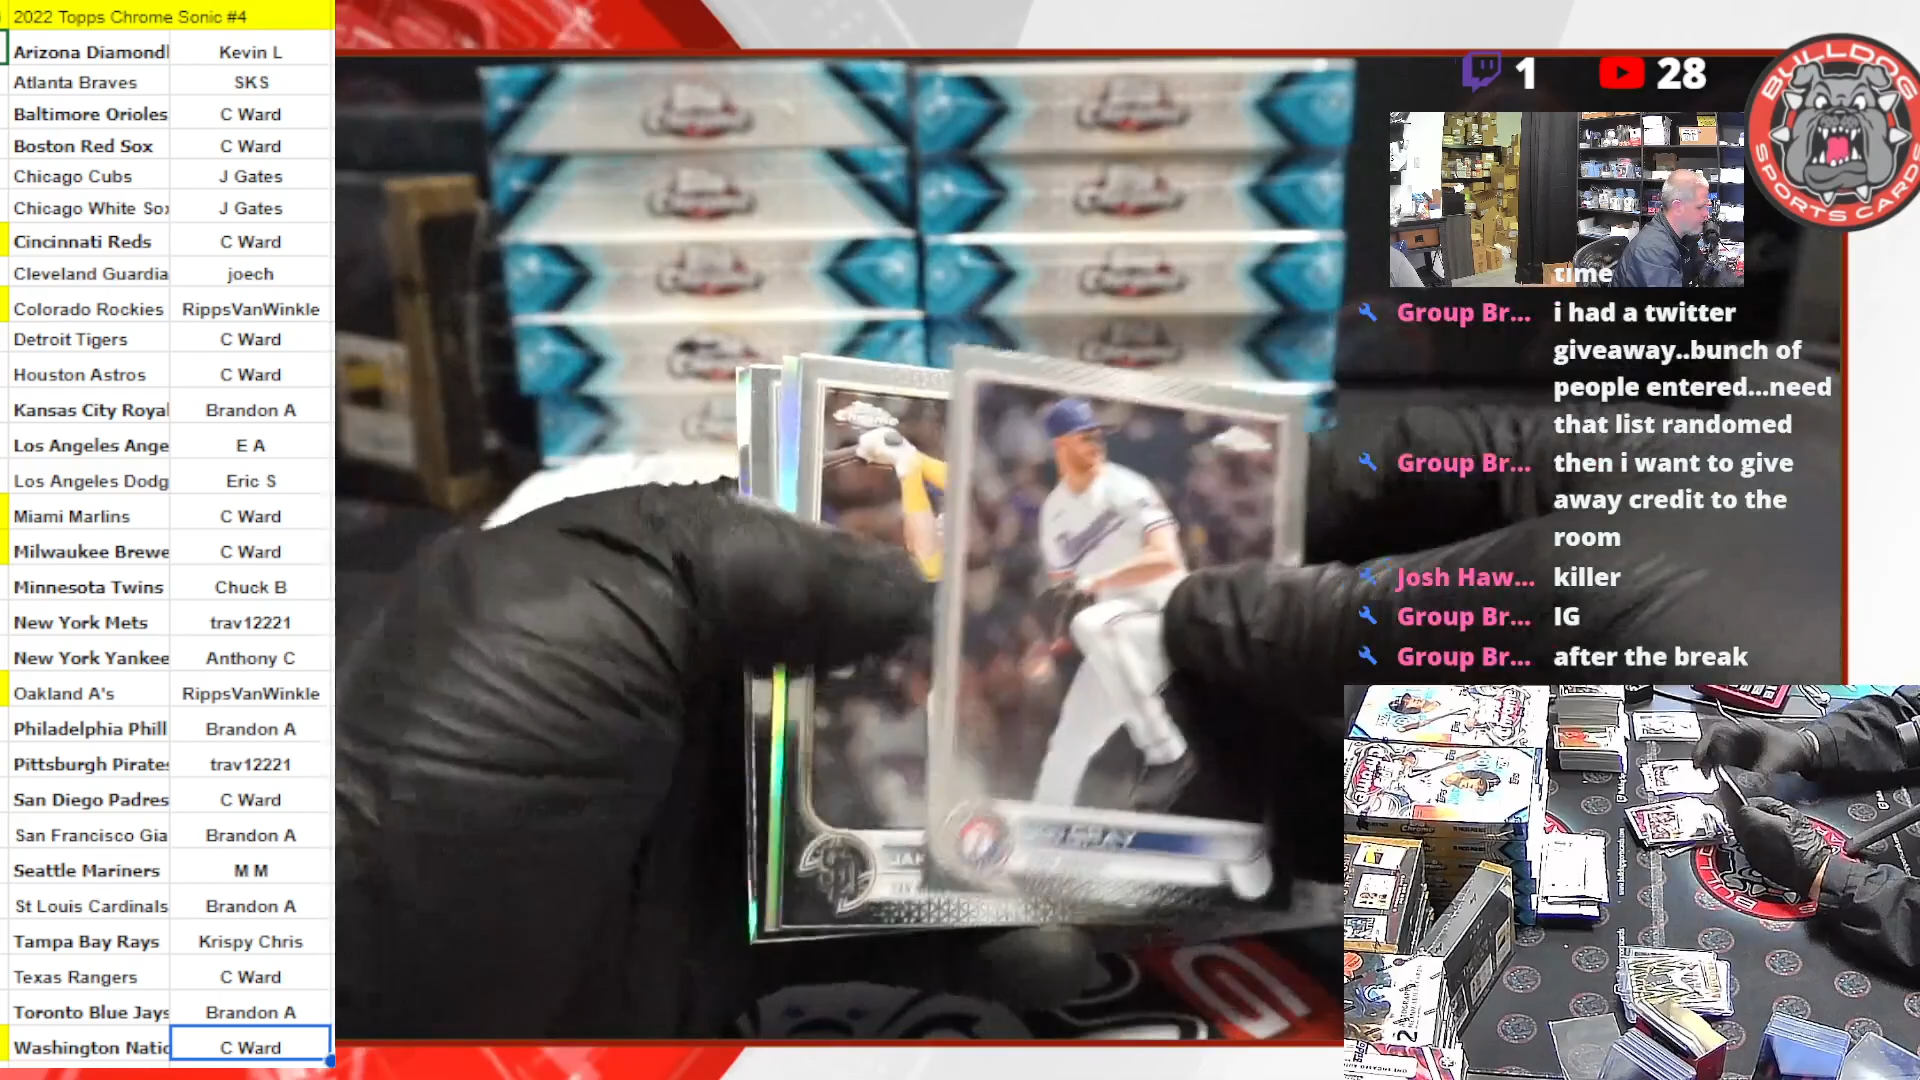 2022 Topps Chrome Sonic #4
Arizona Diamond Kevin L
Atlanta Braves SKS
Baltimore Orioles C Ward
Boston Red Sox C Ward
Chicago Cubs J Gates
Chicago White So J Gates
Cincinnati Reds C Ward
Cleveland Guardia joech
Colorado Rockies RippsVanWinkle
Detroit Tigers C Ward
Houston Astros C Ward
Kansas City Royal Brandon A
Los Angeles Ange E A
Los Angeles Dodg Eric S
Miami Marlins C Ward
Milwaukee Brewe C Ward
Minnesota Twins Chuck B
New York Mets trav12221
New York Yankee Anthony C
Oakland A's RippsVanWinkle
Philadelphia Phill Brandon A
Pittsburgh Pirates trav12221
San Diego Padres C Ward
San Francisco Gia Brandon A
Seattle Mariners M M
St Louis Cardinals Brandon A
Tampa Bay Rays Krispy Chris
Texas Rangers C Ward
Toronto Blue Jays Brandon A
Washington Natio C Ward
1 28
BULLDOG
SPORTS CARDS
time
Group Br... i had a twitter
giveaway..bunch of
people entered...need
that list randomed
Group Br... then i want to give
away credit to the
room
Josh Haw... killer
Group Br... IG
Group Br... after the break